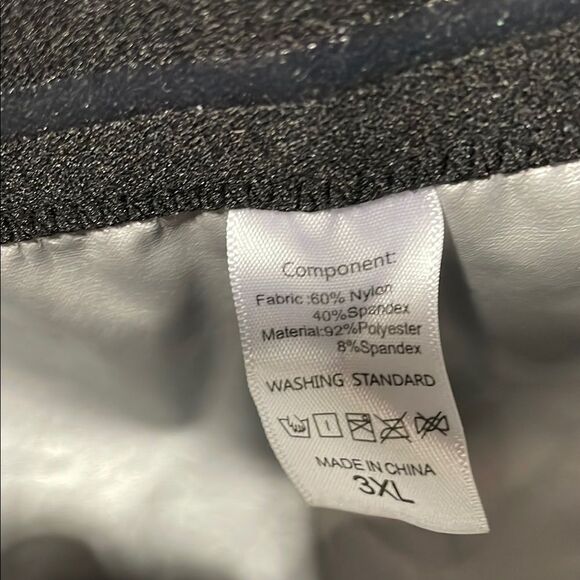 Component:
Fabric :60% Nylon
40%Spandex
Material:92%Polyester
8%Spandex
WASHING STANDARD
MADE IN CHINA
3XL